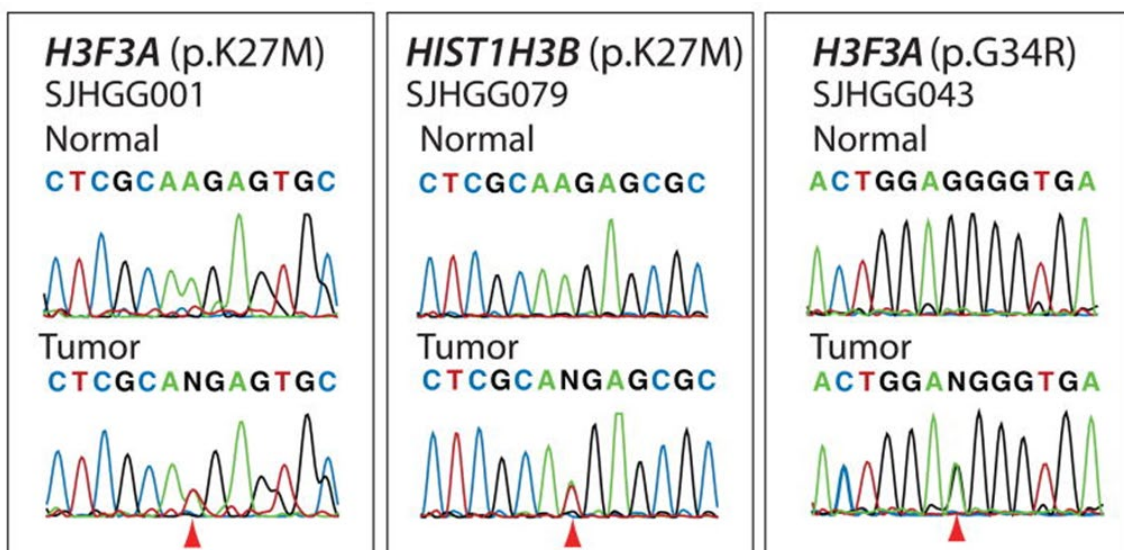 H3F3A (p.K27M)
SJHGG001
Normal
CTCGCAAGAGTGC
Tumor
CTCGCANGAGTGC
HIST1H3B (p.K27M)
SJHGG079
Normal
CTCGCAAGAGCGC
Tumor
CTCGCANGAGCGC
H3F3A (p.G34R)
SJHGG043
Normal
ACTGGAGGGGTGA
Tumor
ACTGGANGGGTGA